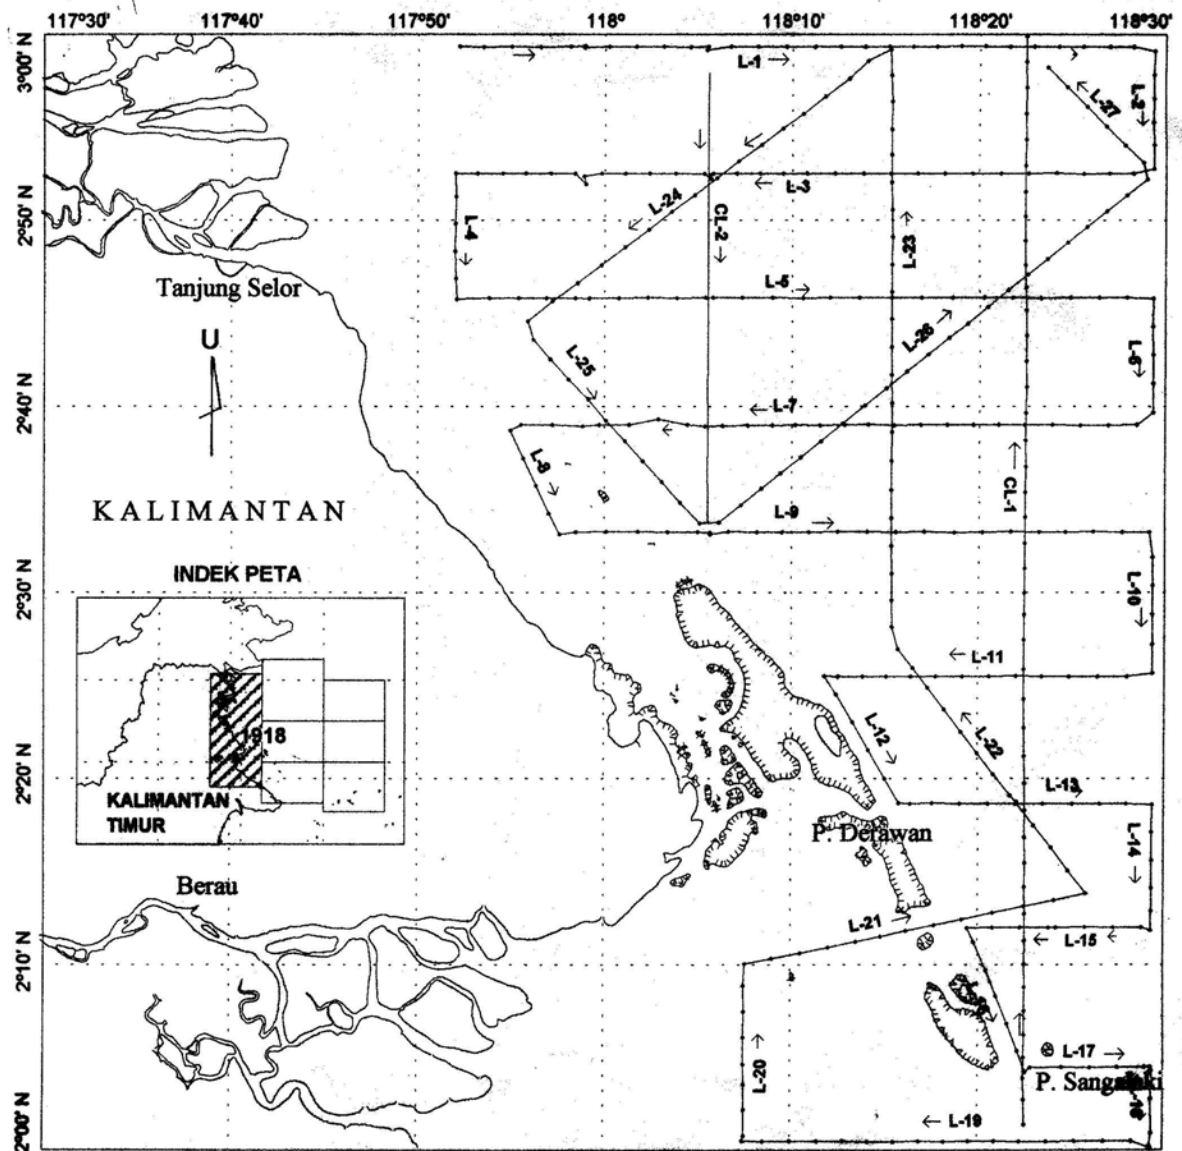 117°30' 117°40' 117°50' 118° 118°10' 118°20' 118°30'
3°00' N
L-1
L-2
L-27
L-3
L-24
L-4
CL-2
L-23
2°50' N
Tanjung Selor
L-5
U
L-25
L-26
L-6
2°40' N
L-7
L-8
CL-1
KALIMANTAN
L-9
INDEK PETA
2°30' N
L-10
L-11
1918
L-12
L-22
2°20' N
KALIMANTAN
TIMUR
L-13
P. Derawan
L-14
Berau
L-21
L-15
2°10' N
L-17
L-20
P. Sangalaki
L-19
2°00' N